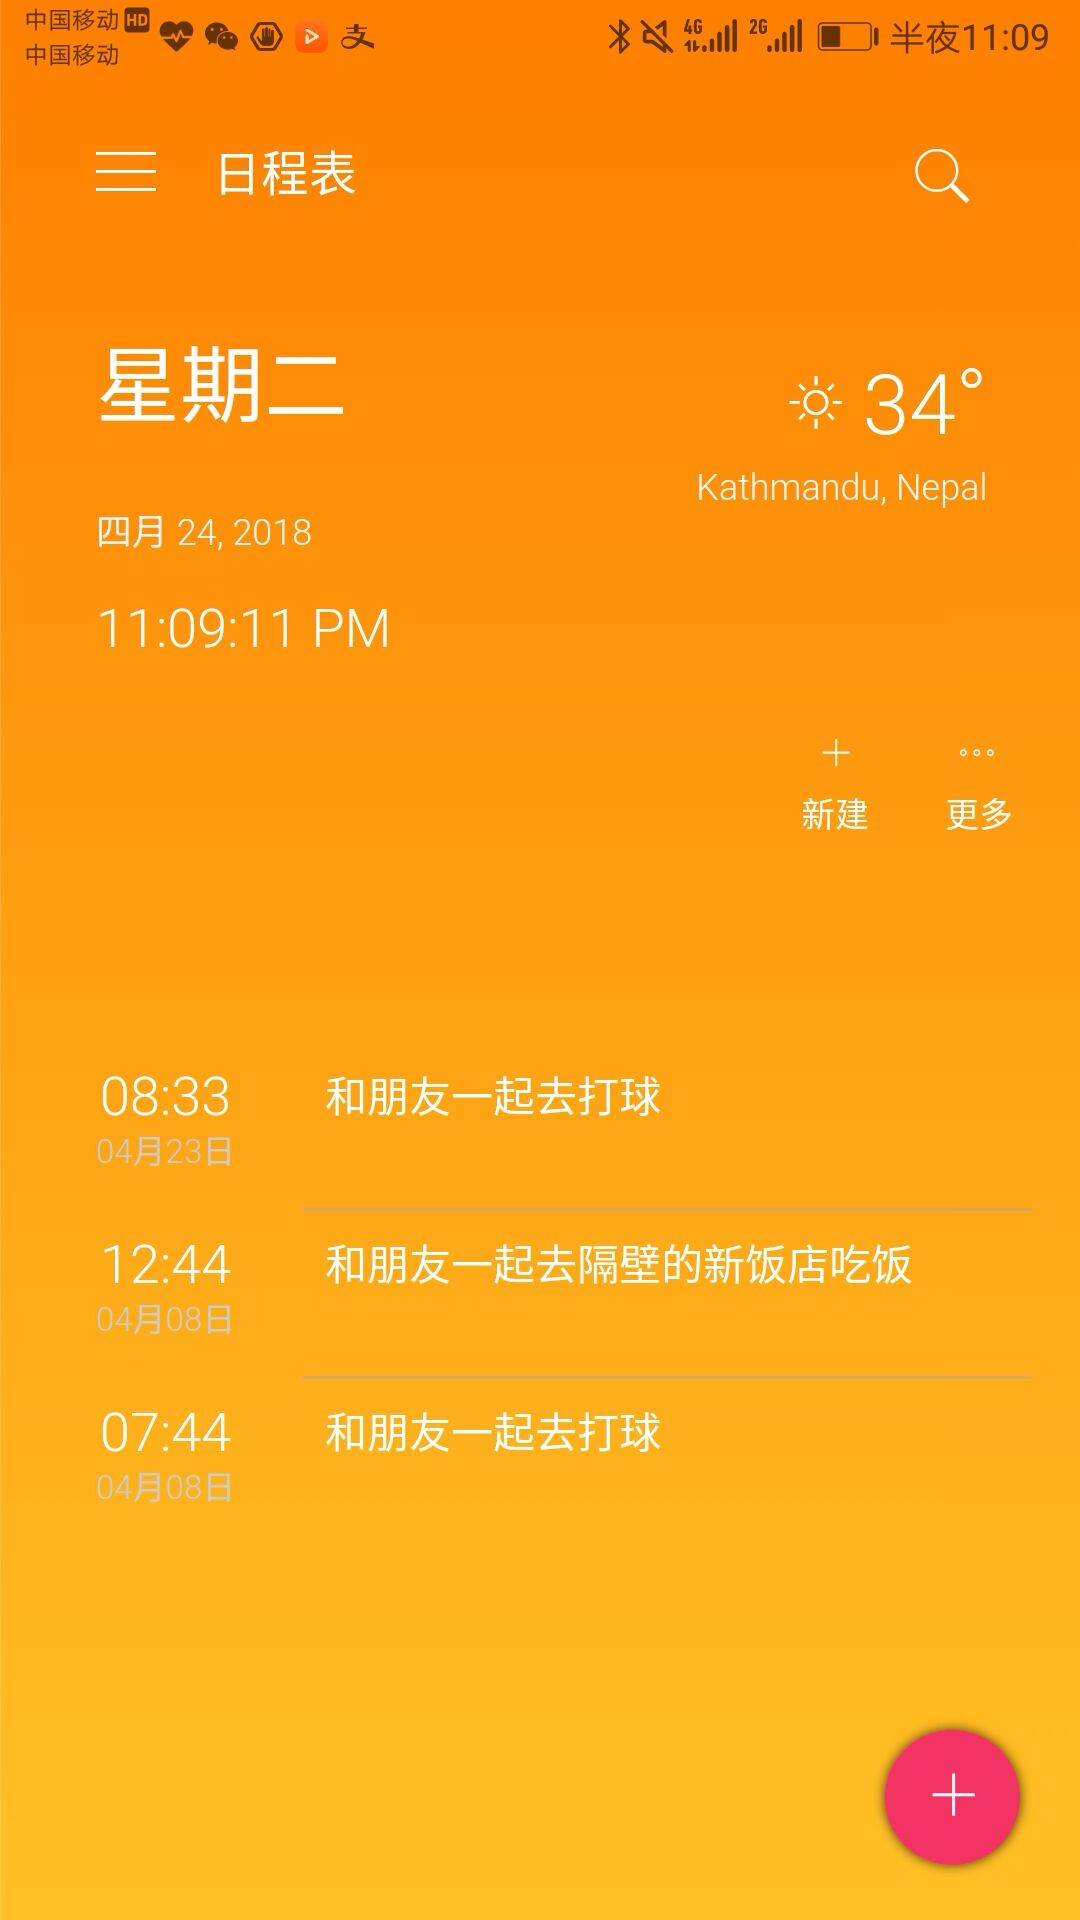 中国移动 HD
中国移动
4G 2G 半夜11:09
日程表
星期二
34°
Kathmandu, Nepal
四月 24, 2018
11:09:11 PM
新建 更多
08:33 和朋友一起去打球
04月23日
12:44 和朋友一起去隔壁的新饭店吃饭
04月08日
07:44 和朋友一起去打球
04月08日